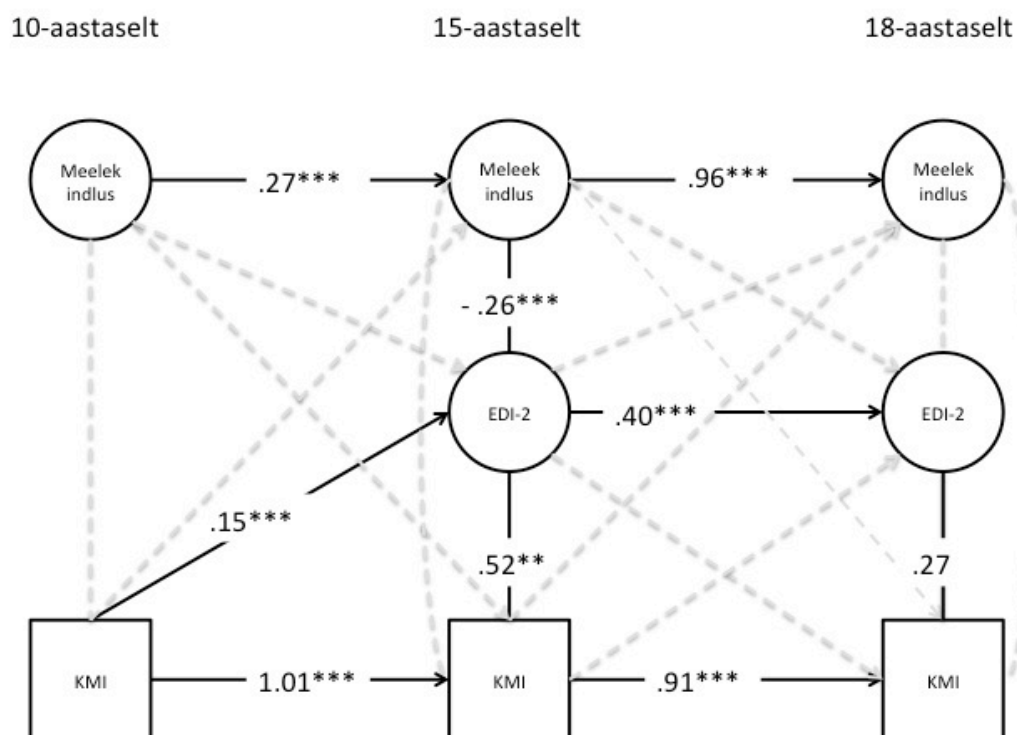 10-aastaselt 15-aastaselt 18-aastaselt
Meelek
indlus
.27***
Meleek
indlus
.96***
Meelek
indlus
- .26***
EDI-2
.40***
EDI-2
.15***
.52**
.27
KMI
1.01***
KMI
.91***
KMI